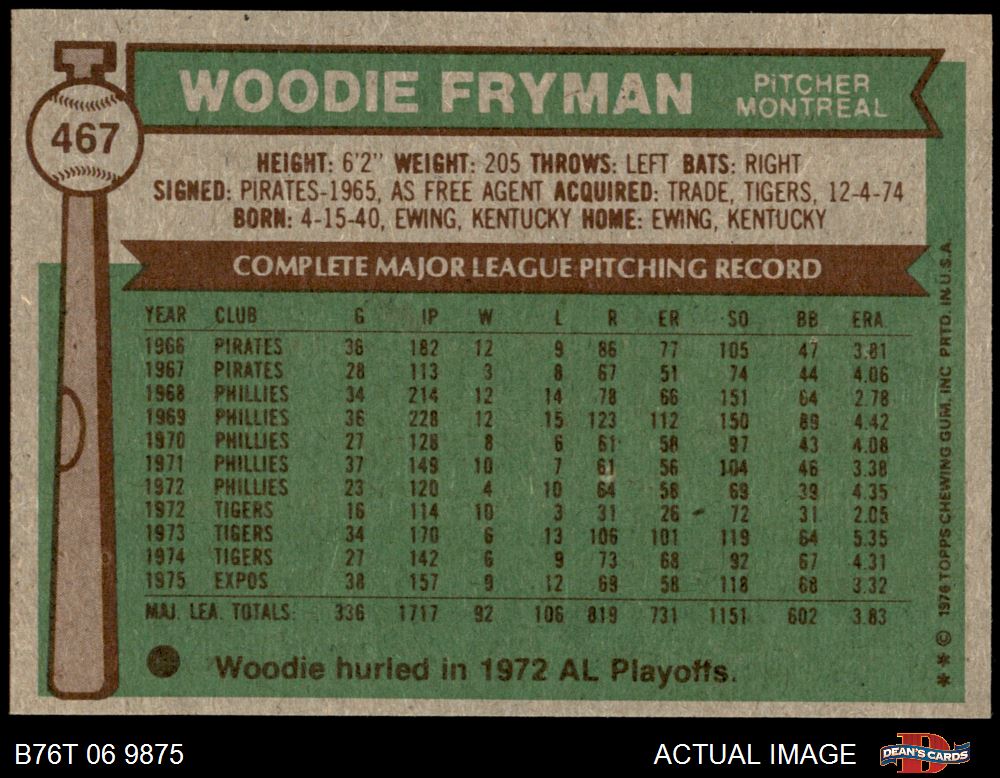 467
WOODIE FRYMAN
PITCHER
MONTREAL
HEIGHT: 6'2" WEIGHT: 205 THROWS: LEFT BATS: RIGHT
SIGNED: PIRATES-1965, AS FREE AGENT ACQUIRED: TRADE, TIGERS, 12-4-74
BORN: 4-15-40, EWING, KENTUCKY HOME: EWING, KENTUCKY
COMPLETE MAJOR LEAGUE PITCHING RECORD
YEAR CLUB G IP W L R ER SO BB ERA
1966 PIRATES 36 182 12 9 86 77 105 47 3.81
1967 PIRATES 28 113 3 8 67 51 74 44 4.06
1968 PHILLIES 34 214 12 14 78 66 151 64 2.78
1969 PHILLIES 36 228 12 15 123 112 150 89 4.42
1970 PHILLIES 27 128 8 6 61 58 97 43 4.08
1971 PHILLIES 37 149 10 7 61 56 104 46 3.38
1972 PHILLIES 23 120 4 10 64 58 69 39 4.35
1972 TIGERS 16 114 10 3 31 26 72 31 2.05
1973 TIGERS 34 170 6 13 106 101 119 64 5.35
1974 TIGERS 27 142 6 9 73 68 92 67 4.31
1975 EXPOS 38 157 9 12 69 58 118 68 3.32
MAJ. LEA. TOTALS: 336 1717 92 106 819 731 1151 602 3.83
Woodie hurled in 1972 AL Playoffs.
** © 1976 TOPPS CHEWING GUM, INC. PRTD. IN U.S.A.
B76T 06 9875
ACTUAL IMAGE
DEAN'S CARDS